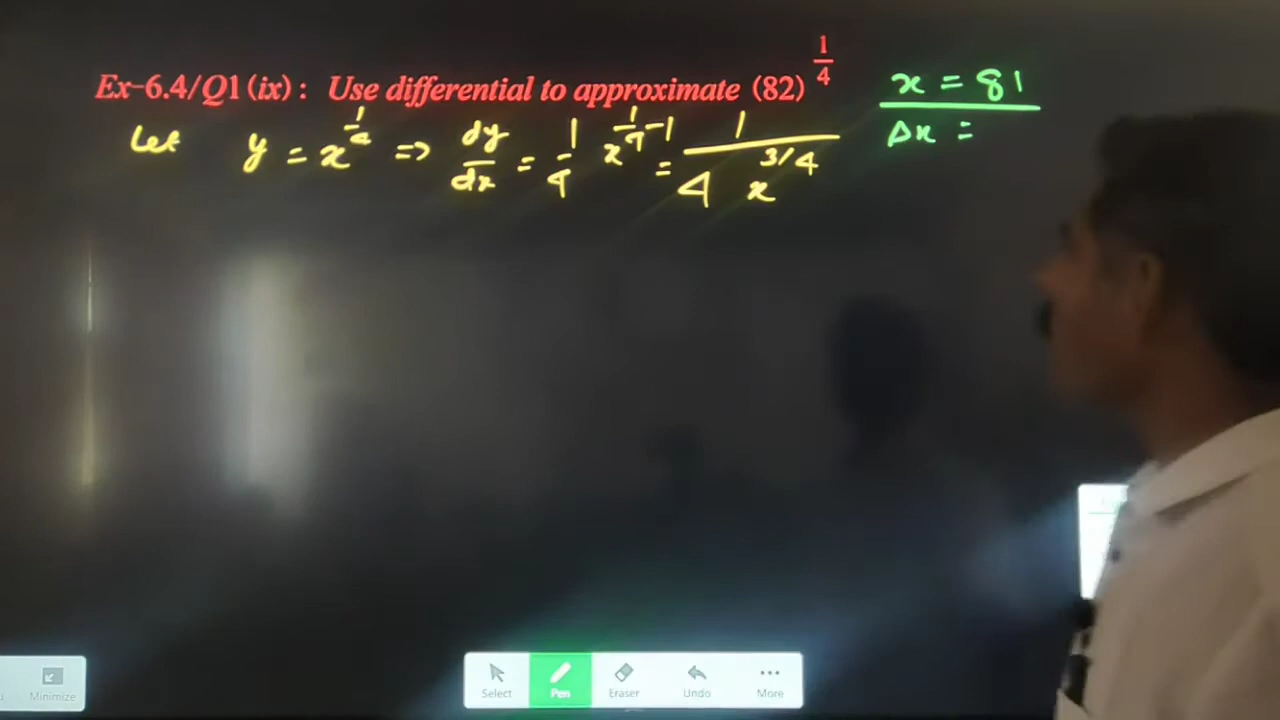 Ex-6.4/Q1(ix) : Use differential to approximate (82)^{1/4}
x = 81
Δx =
Let y = x^{1/4} => dy/dx = 1/4 x^{1/4-1} = 1/(4 x^{3/4})
Minimize
Select Pen Eraser Undo More